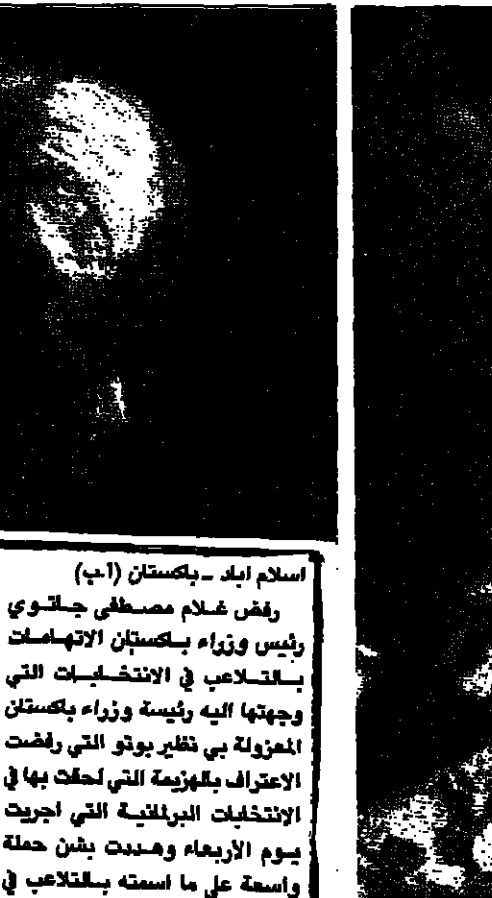 اسلام اباد ــ باكستان (ا.ب)
رفض غلام مصطفى جاتوي
رئيس وزراء باكستان الاتهامات
بالتلاعب في الانتخابات التي
وجهتها اليه رئيسة وزراء باكستان
المعزولة بي نظير بوتو التي رفضت
الاعتراف بالهزيمة التي لحقت بها في
الانتخابات البرلمانية التي اجريت
يوم الأربعاء وهددت بشن حملة
واسعة على ما اسمته بالتلاعب في